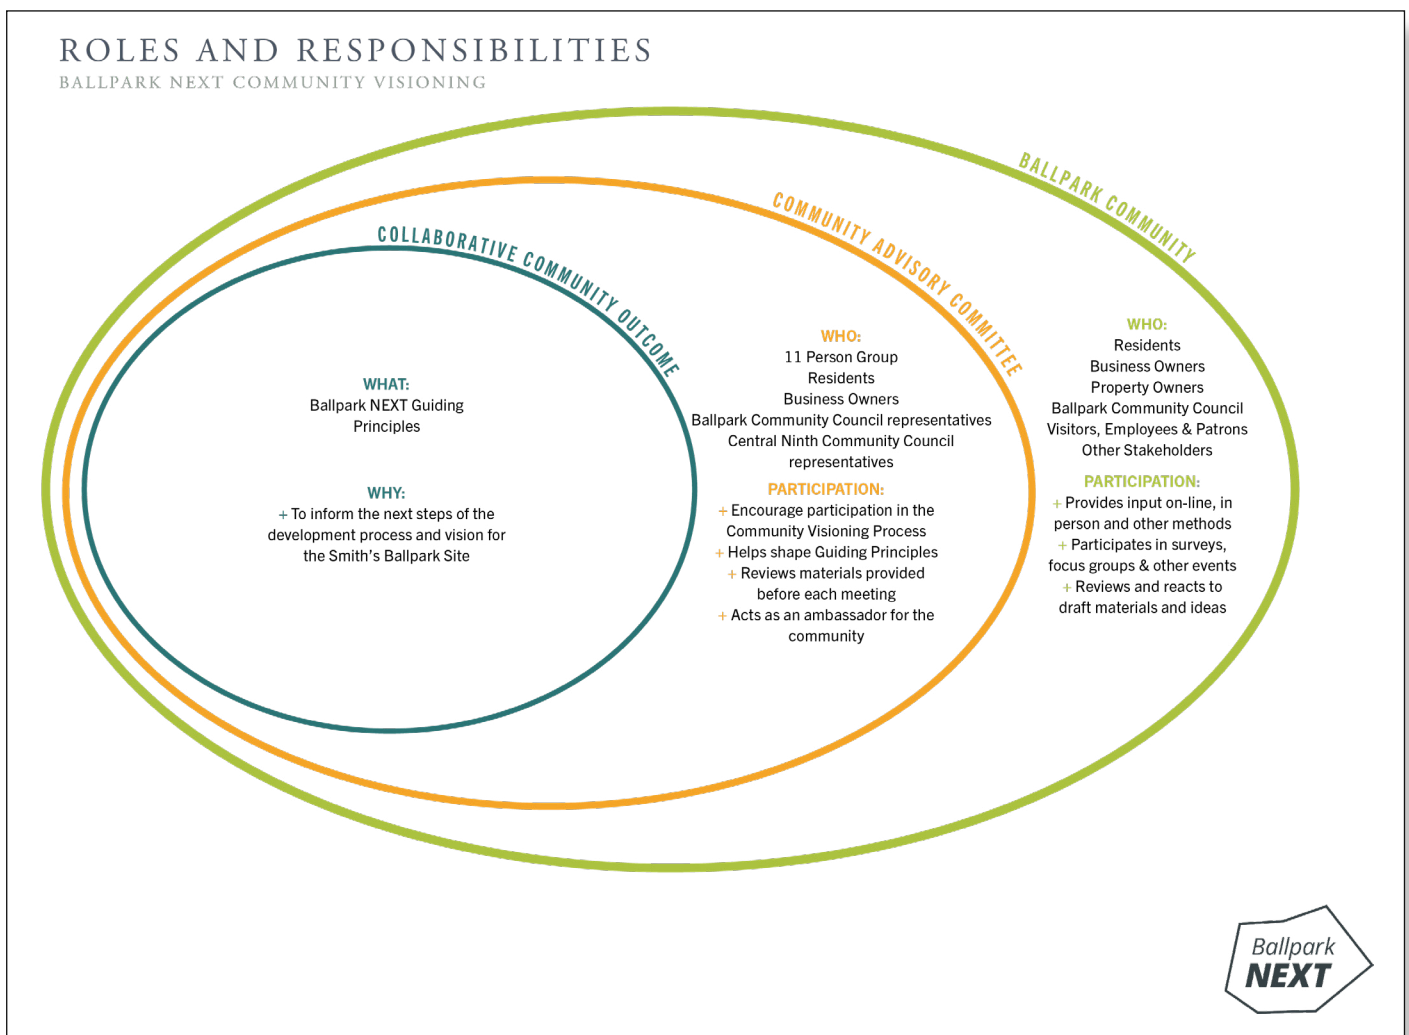 ROLES AND RESPONSIBILITIES
BALLPARK NEXT COMMUNITY VISIONING
COLLABORATIVE COMMUNITY OUTCOME
WHAT:
Ballpark NEXT Guiding
Principles
WHY:
+ To inform the next steps of the
development process and vision for
the Smith's Ballpark Site
COMMUNITY ADVISORY COMMITTEE
WHO:
11 Person Group
Residents
Business Owners
Ballpark Community Council representatives
Central Ninth Community Council
representatives
PARTICIPATION:
+ Encourage participation in the
Community Visioning Process
+ Helps shape Guiding Principles
+ Reviews materials provided
before each meeting
+ Acts as an ambassador for the
community
BALLPARK COMMUNITY
WHO:
Residents
Business Owners
Property Owners
Ballpark Community Council
Visitors, Employees & Patrons
Other Stakeholders
PARTICIPATION:
+ Provides input on-line, in
person and other methods
+ Participates in surveys,
focus groups & other events
+ Reviews and reacts to
draft materials and ideas
Ballpark
NEXT